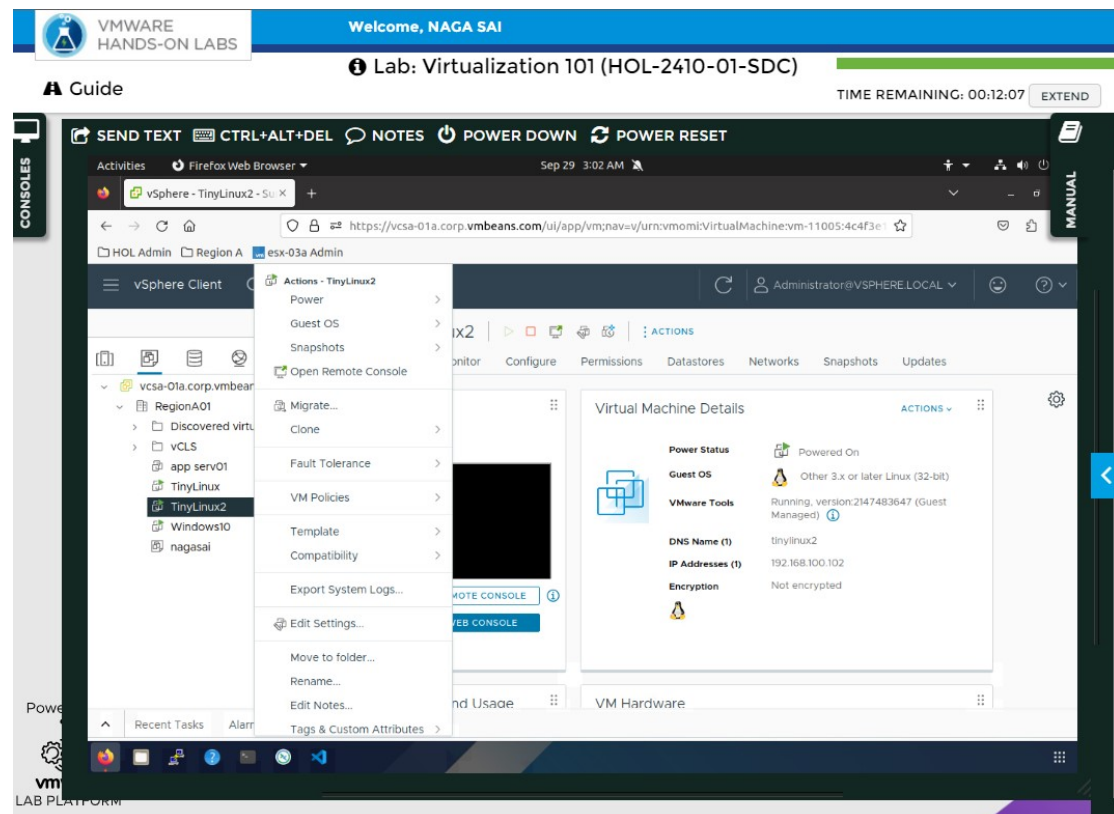 VMWARE
HANDS-ON LABS
Welcome, NAGA SAI
Lab: Virtualization 101 (HOL-2410-01-SDC)
Guide
TIME REMAINING: 00:12:07 EXTEND
CONSOLES
SEND TEXT CTRL+ALT+DEL NOTES POWER DOWN POWER RESET
MANUAL
Activities Firefox Web Browser Sep 29 3:02 AM
vSphere - TinyLinux2 - Su × +
https://vcsa-01a.corp.vmbeans.com/ui/app/vm;nav=v/urn:vmomi:VirtualMachine:vm-11005:4c4f3e1
HOL Admin Region A esx-03a Admin
vSphere Client Administrator@VSPHERE.LOCAL
Actions - TinyLinux2
Power
Guest OS
Snapshots
Open Remote Console
Migrate...
Clone
Fault Tolerance
VM Policies
Template
Compatibility
Export System Logs...
Edit Settings...
Move to folder...
Rename...
Edit Notes...
Tags & Custom Attributes
ux2 ACTIONS
onitor Configure Permissions Datastores Networks Snapshots Updates
vcsa-01a.corp.vmbear
RegionA01
Discovered virtu
vCLS
app serv01
TinyLinux
TinyLinux2
Windows10
nagasai
MOTE CONSOLE
WEB CONSOLE
Virtual Machine Details ACTIONS
Power Status Powered On
Guest OS Other 3.x or later Linux (32-bit)
VMware Tools Running, version:2147483647 (Guest
Managed)
DNS Name (1) tinylinux2
IP Addresses (1) 192.168.100.102
Encryption Not encrypted
nd Usage VM Hardware
Recent Tasks Alarr
Powe
vm
LAB PLATFORM